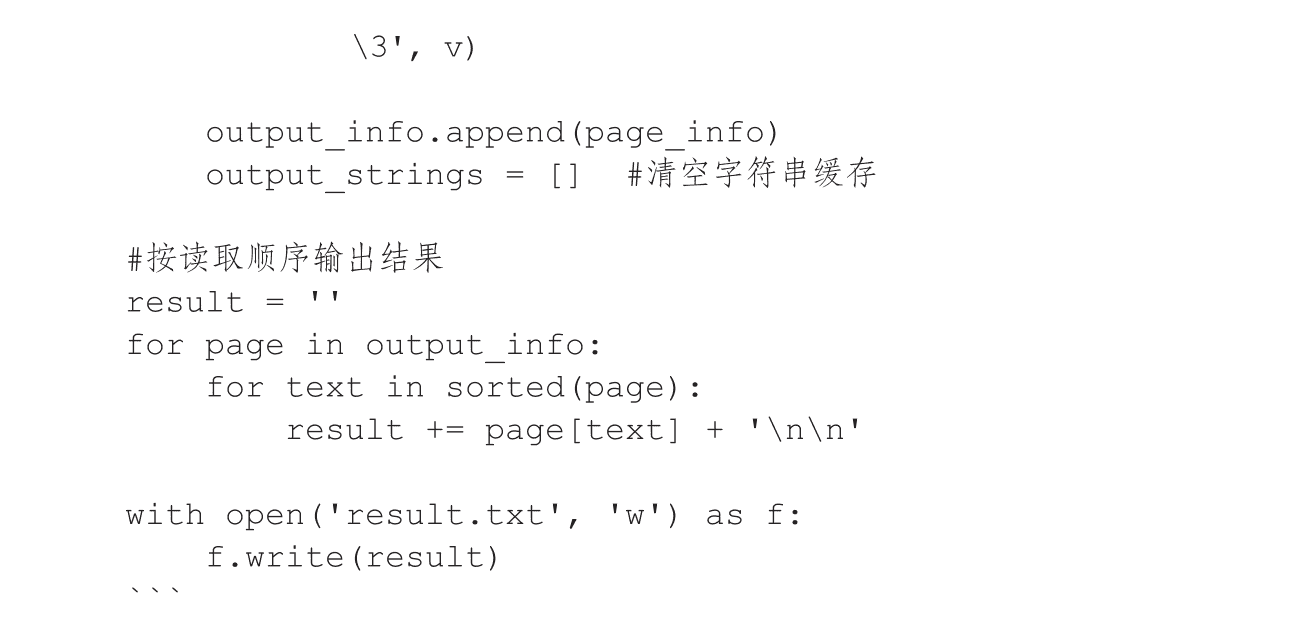 \3', v)
output_info.append(page_info)
output_strings = []  #清空字符串缓存
#按读取顺序输出结果
result = ''
for page in output_info:
for text in sorted(page):
result += page[text] + '\n\n'
with open('result.txt', 'w') as f:
f.write(result)
```